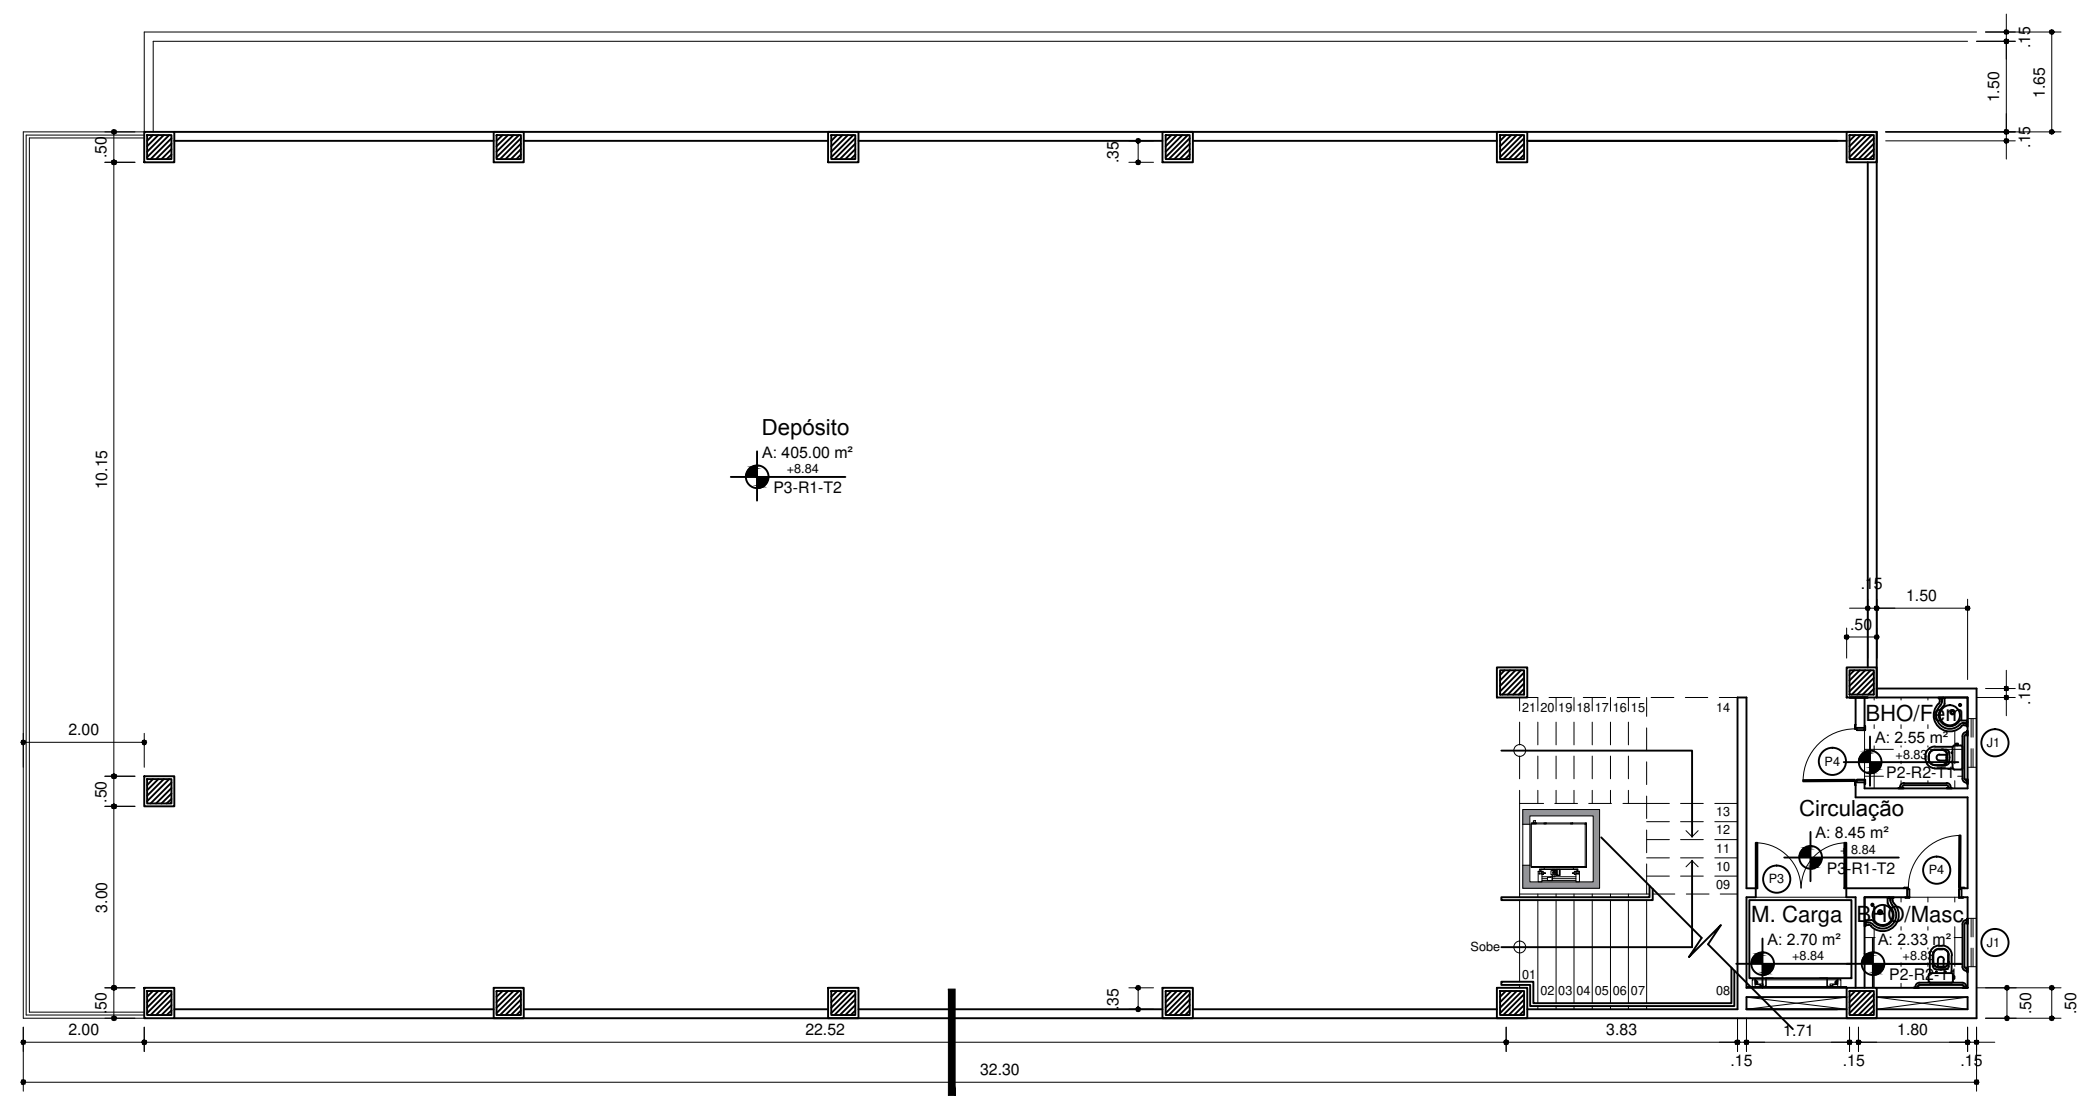 .15
1.50
1.65
.15
.50
.35
10.15
Depósito
A: 405.00 m²
+8.84
P3-R1-T2
.15
1.50
.50
.15
2.00
.50
3.00
.50
21 20 19 18 17 16 15 14
13
12
11
10
09
Sobe
01
02 03 04 05 06 07 08
BHO/Fem
A: 2.55 m²
+8.83
P2-R2-T1
P4
J1
Circulação
A: 8.45 m²
+8.84
P3-R1-T2
P3
P4
M. Carga
A: 2.70 m²
+8.84
BHO/Masc
A: 2.33 m²
+8.83
P2-R2-T1
J1
.35
.50
.50
2.00
22.52
3.83
.15
1.71
.15
1.80
.15
32.30